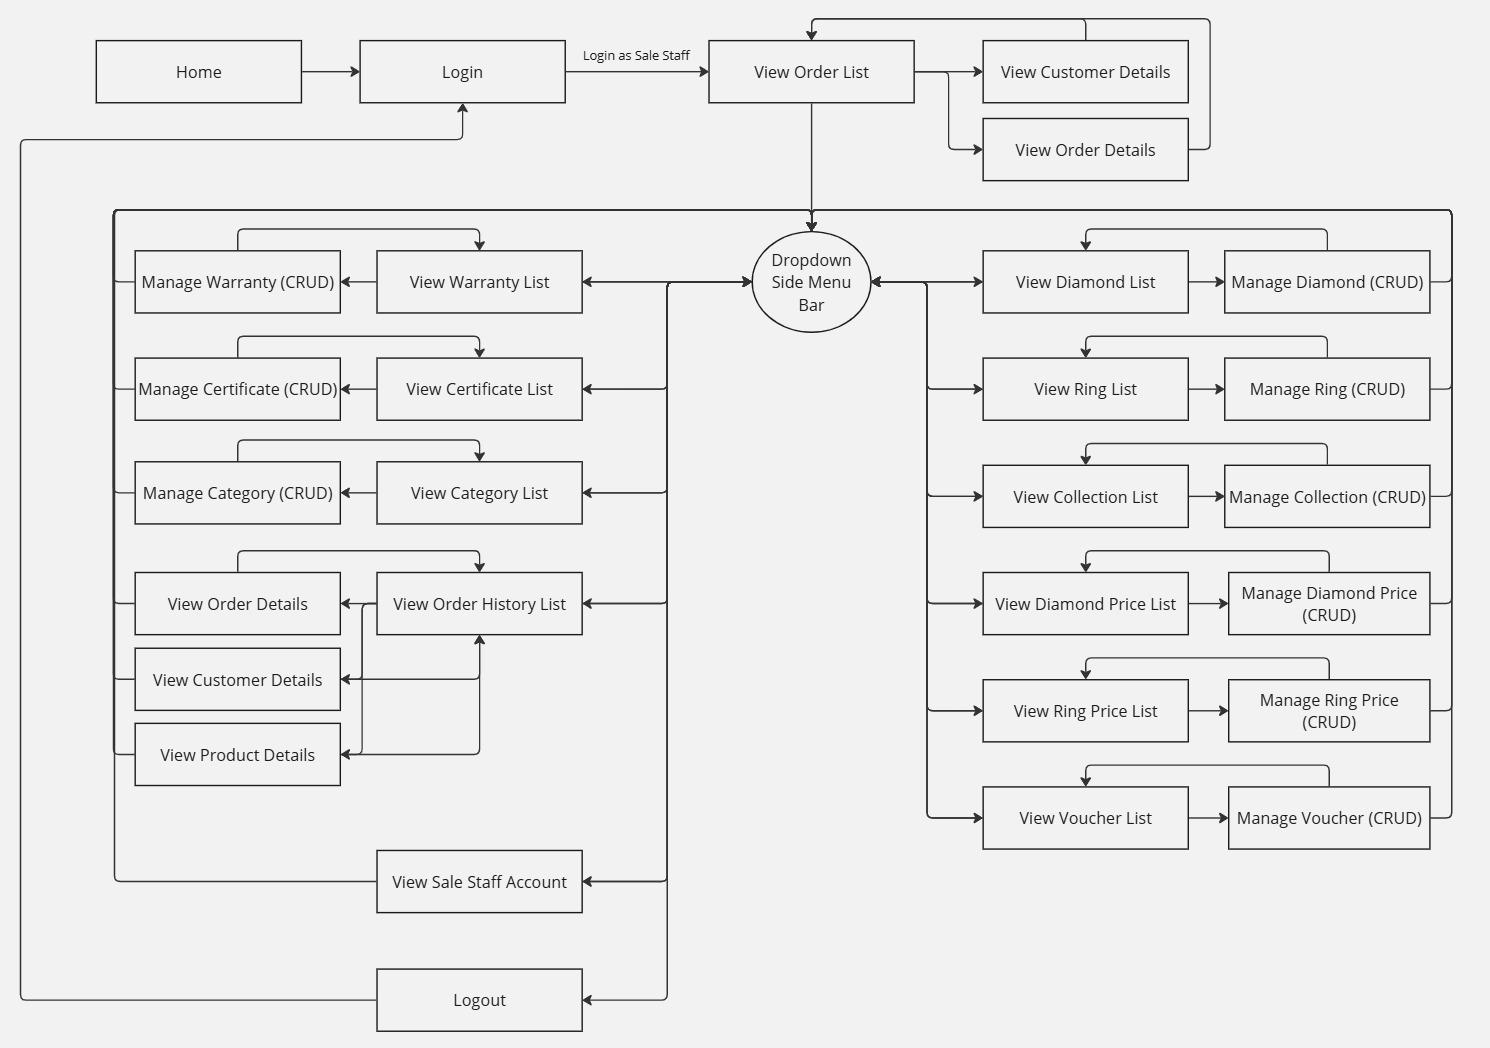 Home
Login
Login as Sale Staff
View Order List
View Customer Details
View Order Details
Dropdown
Side Menu
Bar
Manage Warranty (CRUD)
View Warranty List
View Diamond List
Manage Diamond (CRUD)
Manage Certificate (CRUD)
View Certificate List
View Ring List
Manage Ring (CRUD)
Manage Category (CRUD)
View Category List
View Collection List
Manage Collection (CRUD)
View Order Details
View Order History List
View Diamond Price List
Manage Diamond Price
(CRUD)
View Customer Details
View Ring Price List
Manage Ring Price
(CRUD)
View Product Details
View Voucher List
Manage Voucher (CRUD)
View Sale Staff Account
Logout